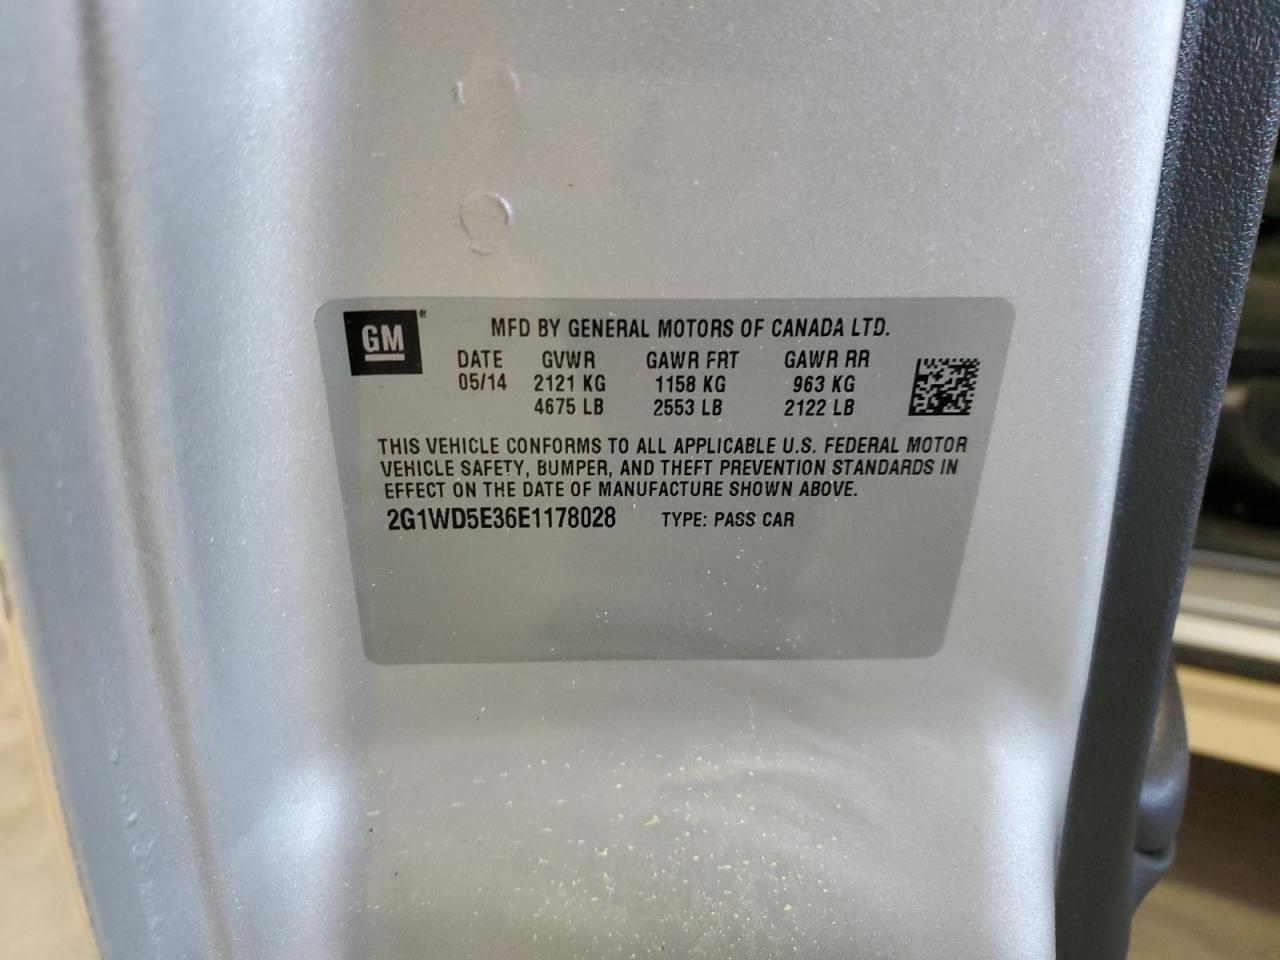 GM®
MFD BY GENERAL MOTORS OF CANADA LTD.
DATE GVWR GAWR FRT GAWR RR
05/14 2121 KG 1158 KG 963 KG
4675 LB 2553 LB 2122 LB
THIS VEHICLE CONFORMS TO ALL APPLICABLE U.S. FEDERAL MOTOR
VEHICLE SAFETY, BUMPER, AND THEFT PREVENTION STANDARDS IN
EFFECT ON THE DATE OF MANUFACTURE SHOWN ABOVE.
2G1WD5E36E1178028 TYPE: PASS CAR